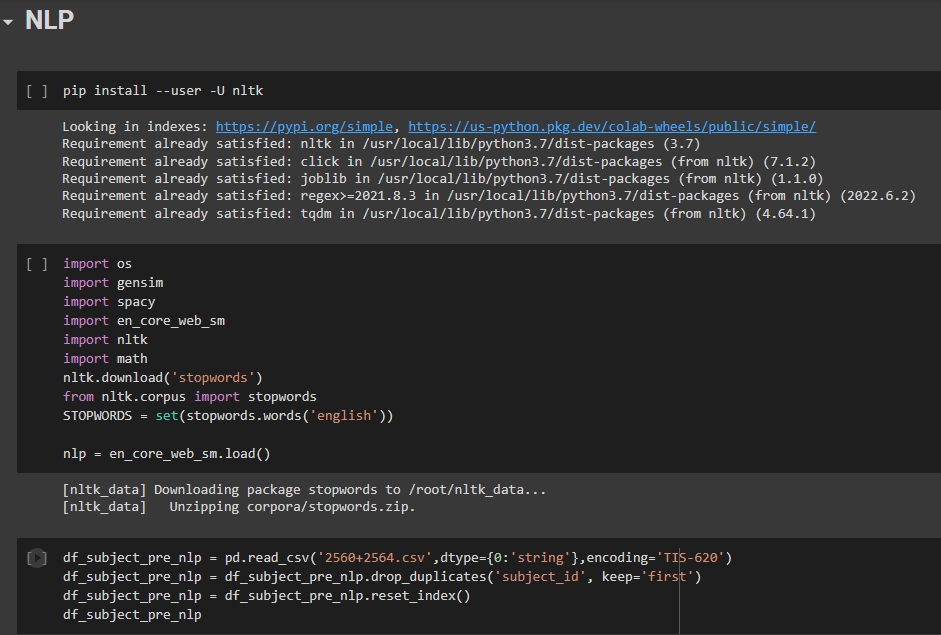 NLP
[ ] pip install --user -U nltk
Looking in indexes: https://pypi.org/simple, https://us-python.pkg.dev/colab-wheels/public/simple/
Requirement already satisfied: nltk in /usr/local/lib/python3.7/dist-packages (3.7)
Requirement already satisfied: click in /usr/local/lib/python3.7/dist-packages (from nltk) (7.1.2)
Requirement already satisfied: joblib in /usr/local/lib/python3.7/dist-packages (from nltk) (1.1.0)
Requirement already satisfied: regex>=2021.8.3 in /usr/local/lib/python3.7/dist-packages (from nltk) (2022.6.2)
Requirement already satisfied: tqdm in /usr/local/lib/python3.7/dist-packages (from nltk) (4.64.1)
[ ] import os
import gensim
import spacy
import en_core_web_sm
import nltk
import math
nltk.download('stopwords')
from nltk.corpus import stopwords
STOPWORDS = set(stopwords.words('english'))
nlp = en_core_web_sm.load()
[nltk_data] Downloading package stopwords to /root/nltk_data...
[nltk_data]   Unzipping corpora/stopwords.zip.
[ ] df_subject_pre_nlp = pd.read_csv('2560+2564.csv',dtype={0:'string'},encoding='TIS-620')
df_subject_pre_nlp = df_subject_pre_nlp.drop_duplicates('subject_id', keep='first')
df_subject_pre_nlp = df_subject_pre_nlp.reset_index()
df_subject_pre_nlp